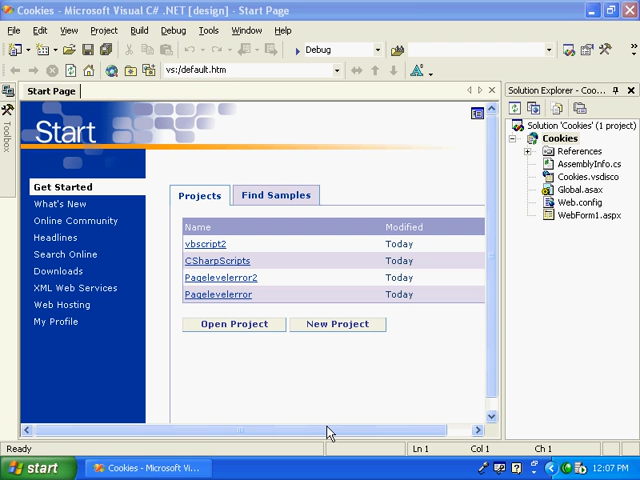 Cookies - Microsoft Visual C# .NET [design] - Start Page
File Edit View Project Build Debug Tools Window Help
Debug
vs:/default.htm
Start Page
Solution Explorer - Coo...
Toolbox
Start
Solution 'Cookies' (1 project)
Cookies
References
AssemblyInfo.cs
Cookies.vsdisco
Global.asax
Web.config
WebForm1.aspx
Get Started
What's New
Online Community
Headlines
Search Online
Downloads
XML Web Services
Web Hosting
My Profile
Projects Find Samples
Name Modified
vbscript2 Today
CSharpScripts Today
Pagelevelerror2 Today
Pagelevelerror Today
Open Project New Project
Ready Ln 1 Col 1 Ch 1
start Cookies - Microsoft Vi... 12:07 PM